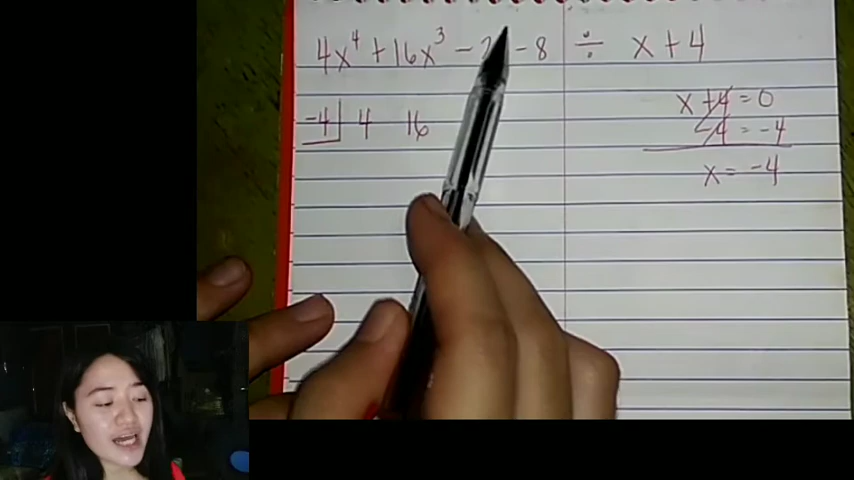 4x⁴ + 16x³ - - 8 ÷ x + 4
x + 4 = 0
-4 4 16
-4 = -4
x = -4